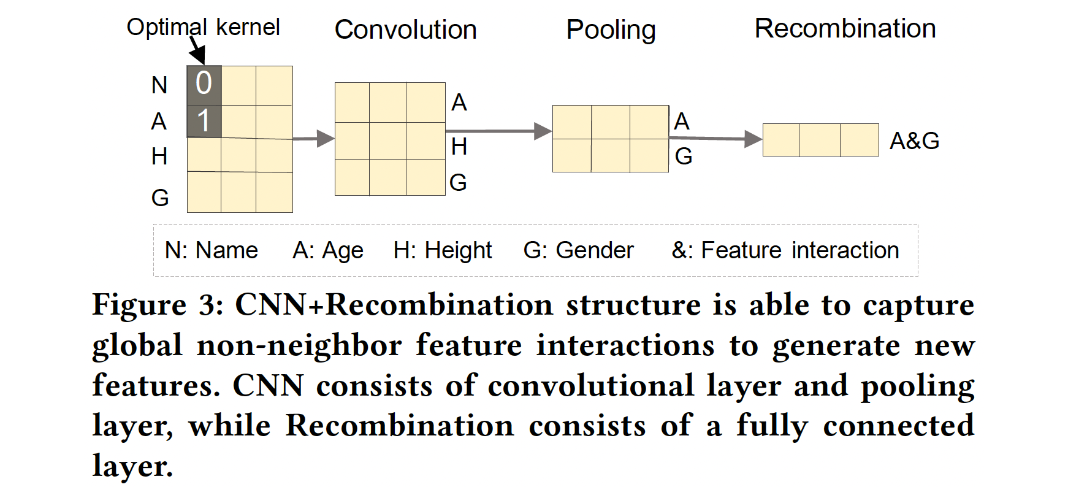 Optimal kernel
Convolution
Pooling
Recombination
N
0
A
1
H
G
A
H
G
A
G
A&G
N: Name A: Age H: Height G: Gender &: Feature interaction
Figure 3: CNN+Recombination structure is able to capture
global non-neighbor feature interactions to generate new
features. CNN consists of convolutional layer and pooling
layer, while Recombination consists of a fully connected
layer.